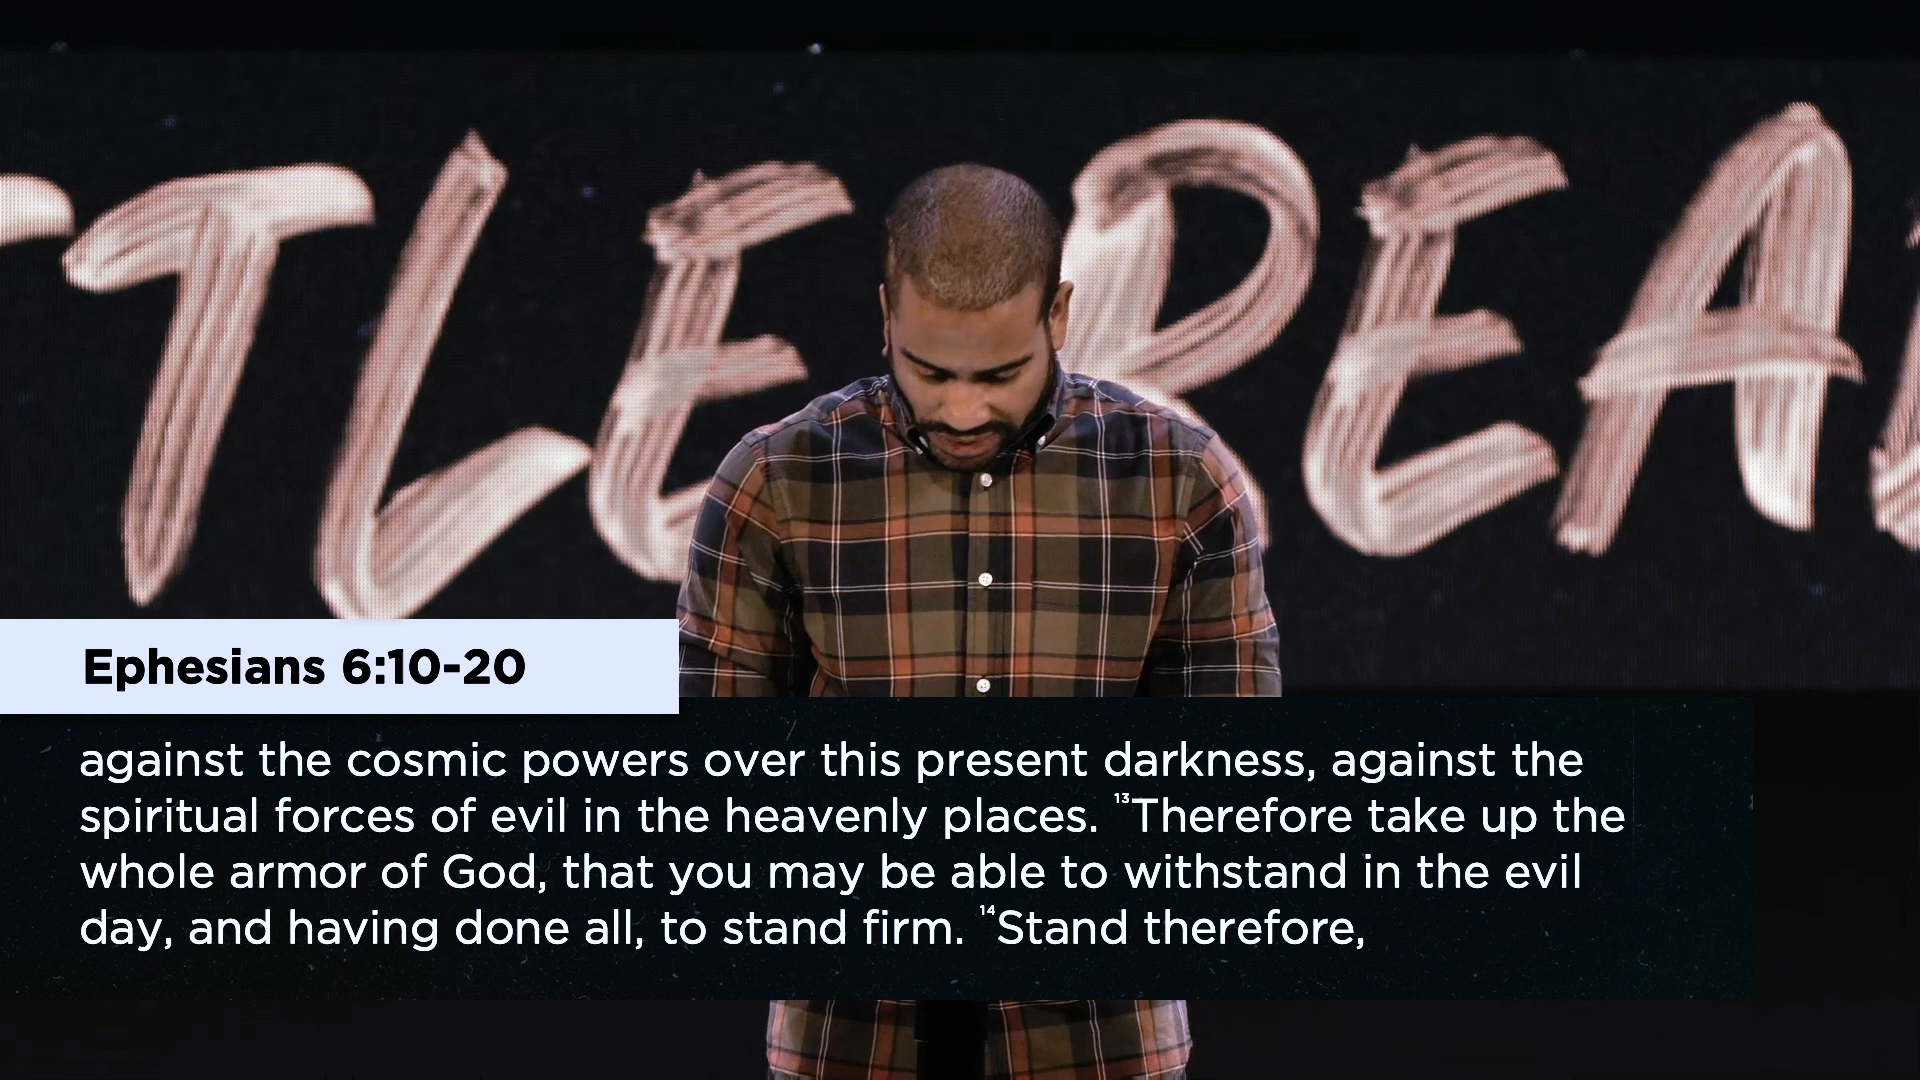 TTLE REA
Ephesians 6:10-20
against the cosmic powers over this present darkness, against the
spiritual forces of evil in the heavenly places. ¹³Therefore take up the
whole armor of God, that you may be able to withstand in the evil
day, and having done all, to stand firm. ¹⁴Stand therefore,